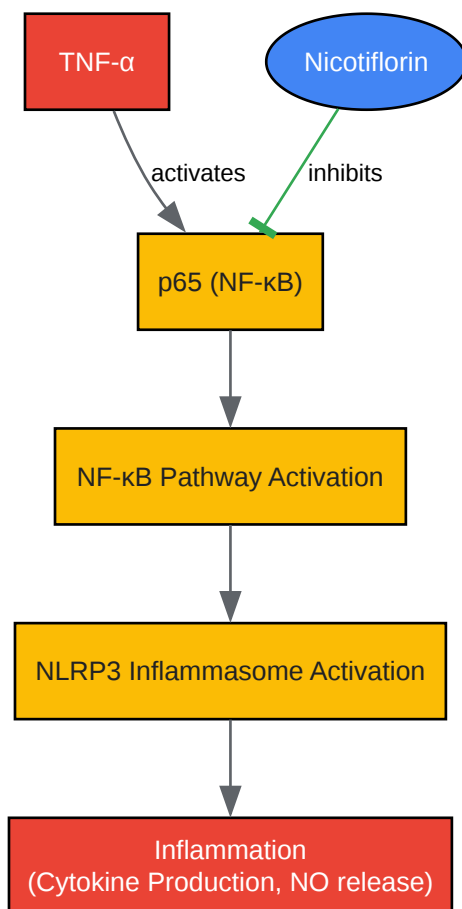 TNF-α
Nicotiflorin
activates
inhibits
p65 (NF-κB)
NF-κB Pathway Activation
NLRP3 Inflammasome Activation
Inflammation
(Cytokine Production, NO release)